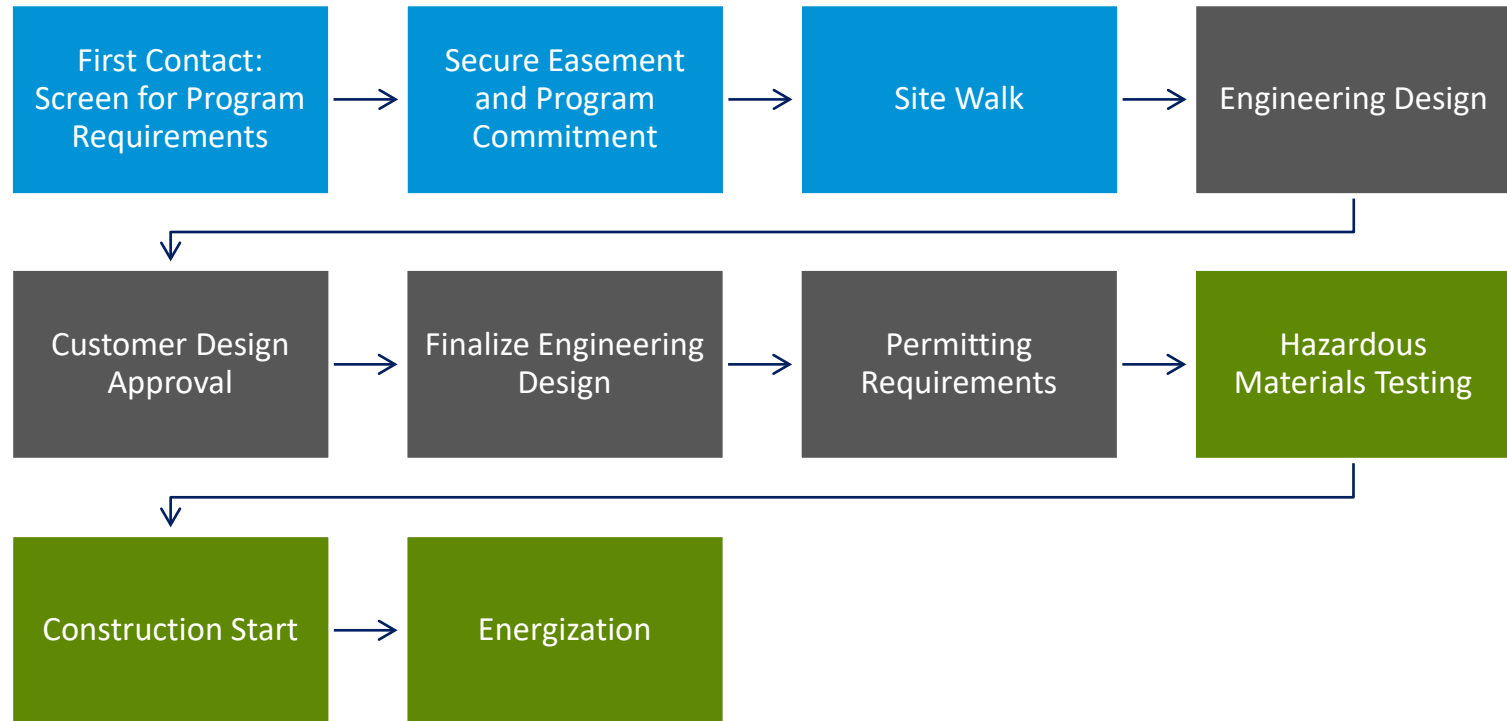 First Contact:
Screen for Program
Requirements
Secure Easement
and Program
Commitment
Site Walk
Engineering Design
Customer Design
Approval
Finalize Engineering
Design
Permitting
Requirements
Hazardous
Materials Testing
Construction Start
Energization